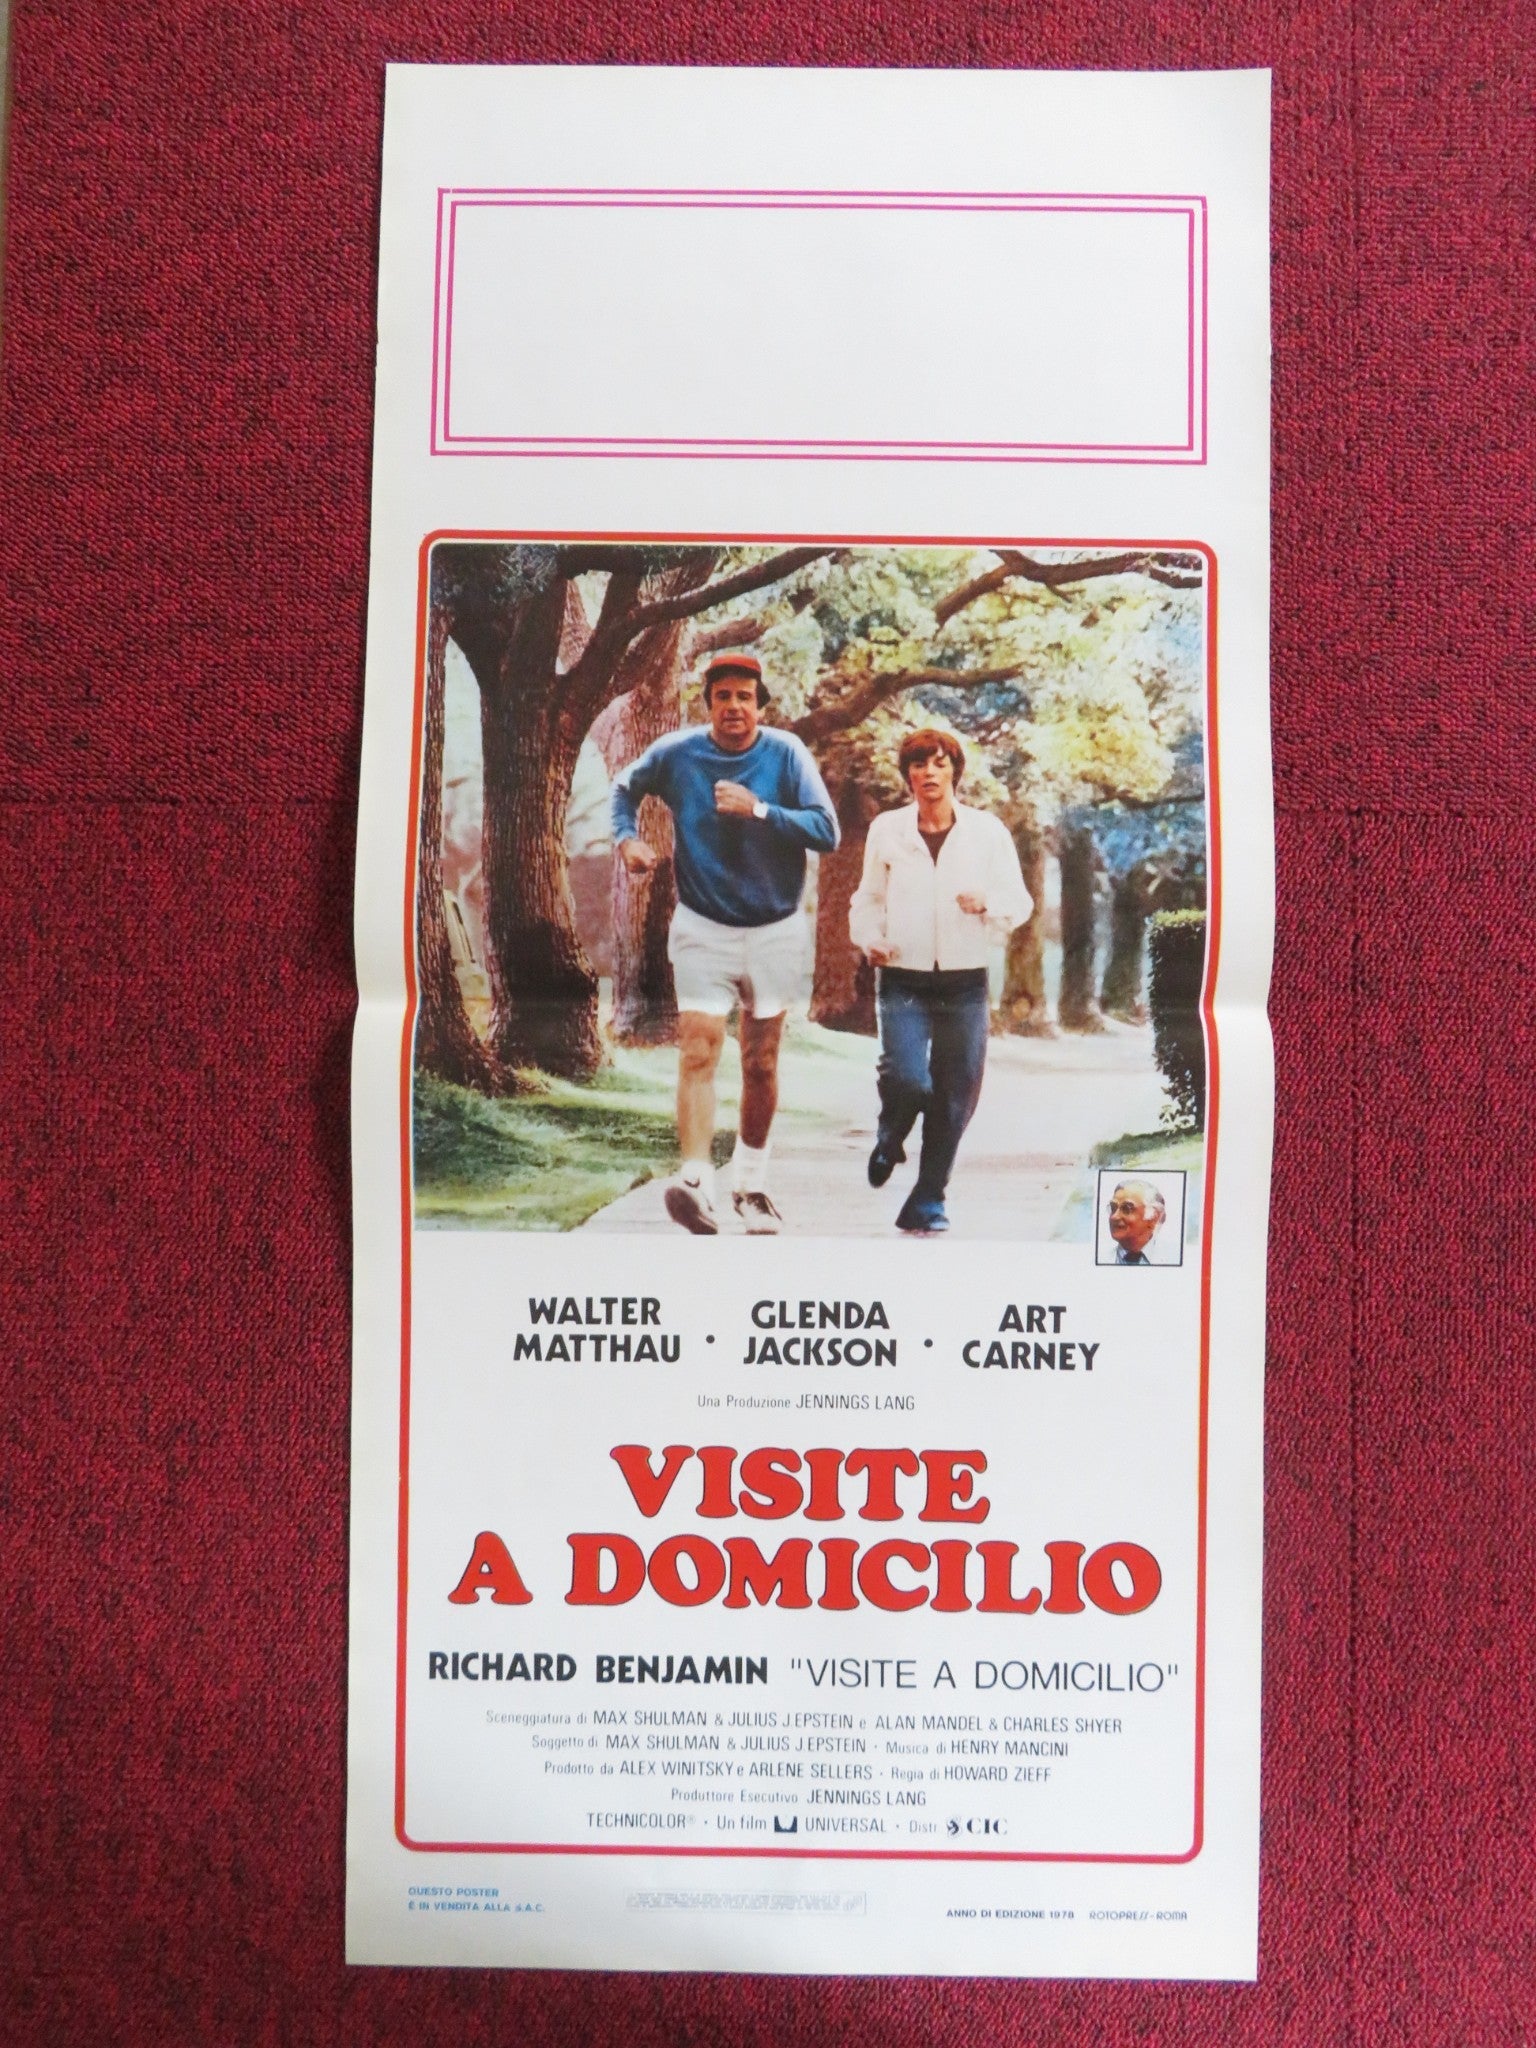 WALTER MATTHAU • GLENDA JACKSON • ART CARNEY
Una Produzione JENNINGS LANG
VISITE
A DOMICILIO
RICHARD BENJAMIN "VISITE A DOMICILIO"
Sceneggiatura di MAX SHULMAN & JULIUS J.EPSTEIN e ALAN MANDEL & CHARLES SHYER
Soggetto di MAX SHULMAN & JULIUS J.EPSTEIN • Musica di HENRY MANCINI
Prodotto da ALEX WINITSKY e ARLENE SELLERS • Regia di HOWARD ZIEFF
Produttore Esecutivo JENNINGS LANG
TECHNICOLOR® • Un film UNIVERSAL • Distr. CIC
QUESTO POSTER
È IN VENDITA ALLA S.A.C.
ANNO DI EDIZIONE 1978 ROTOPRESS-ROMA